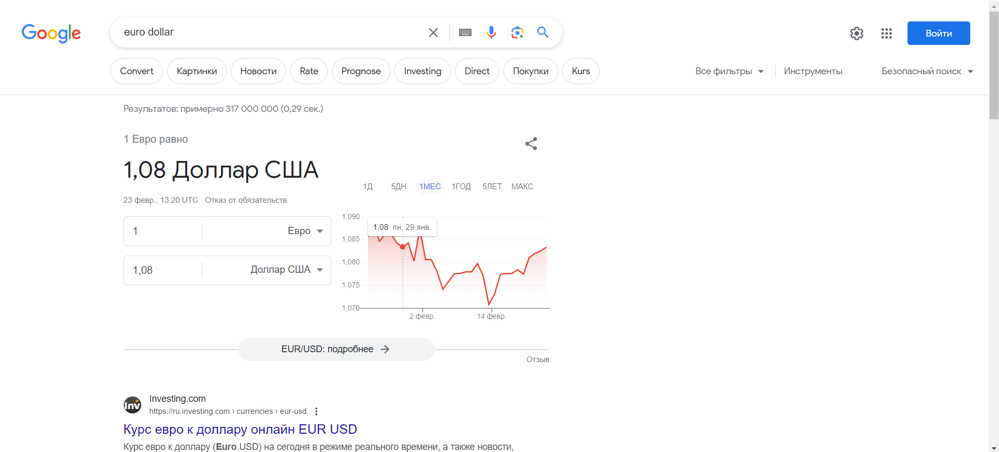 Google
euro dollar
Войти
Convert
Картинки
Новости
Rate
Prognose
Investing
Direct
Покупки
Kurs
Все фильтры
Инструменты
Безопасный поиск
Результатов: примерно 317 000 000 (0,29 сек.)
1 Евро равно
1,08 Доллар США
23 февр., 13:20 UTC · Отказ от обязательств
1 Евро
1,08 Доллар США
1Д 5ДН 1МЕС 1ГОД 5ЛЕТ МАКС.
1,090
1,08 пн, 29 янв.
1,085
1,080
1,075
1,070
2 февр. 14 февр.
EUR/USD: подробнее
Отзыв
Inv
Investing.com
https://ru.investing.com › currencies › eur-usd
Курс евро к доллару онлайн EUR USD
Курс евро к доллару (Euro USD) на сегодня в режиме реального времени, а также новости,